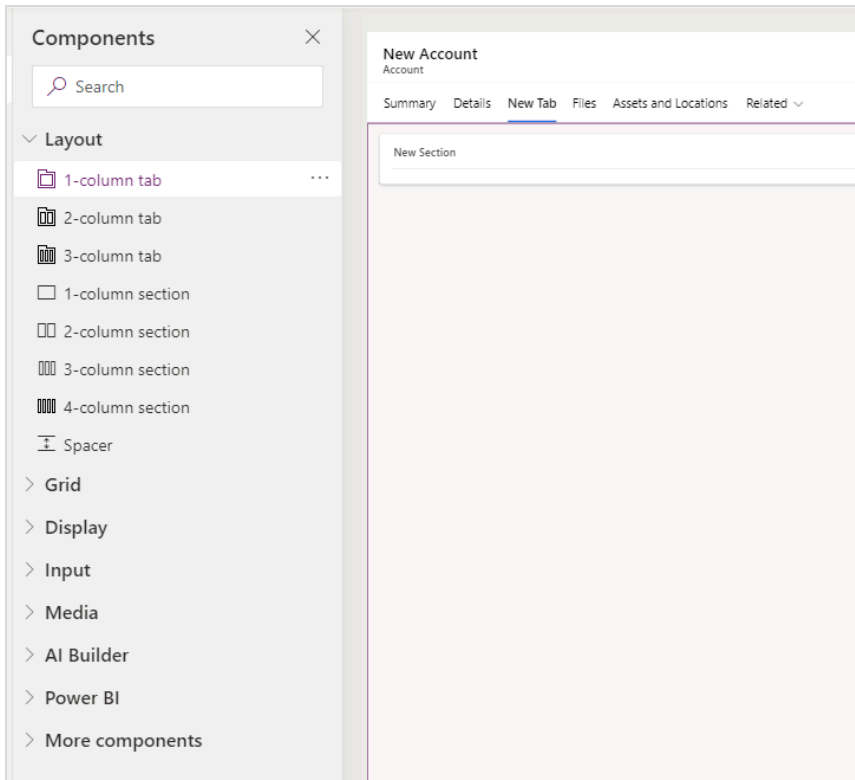 Components
Search
Layout
1-column tab
2-column tab
3-column tab
1-column section
2-column section
3-column section
4-column section
Spacer
Grid
Display
Input
Media
AI Builder
Power BI
More components
New Account
Account
Summary Details New Tab Files Assets and Locations Related
New Section